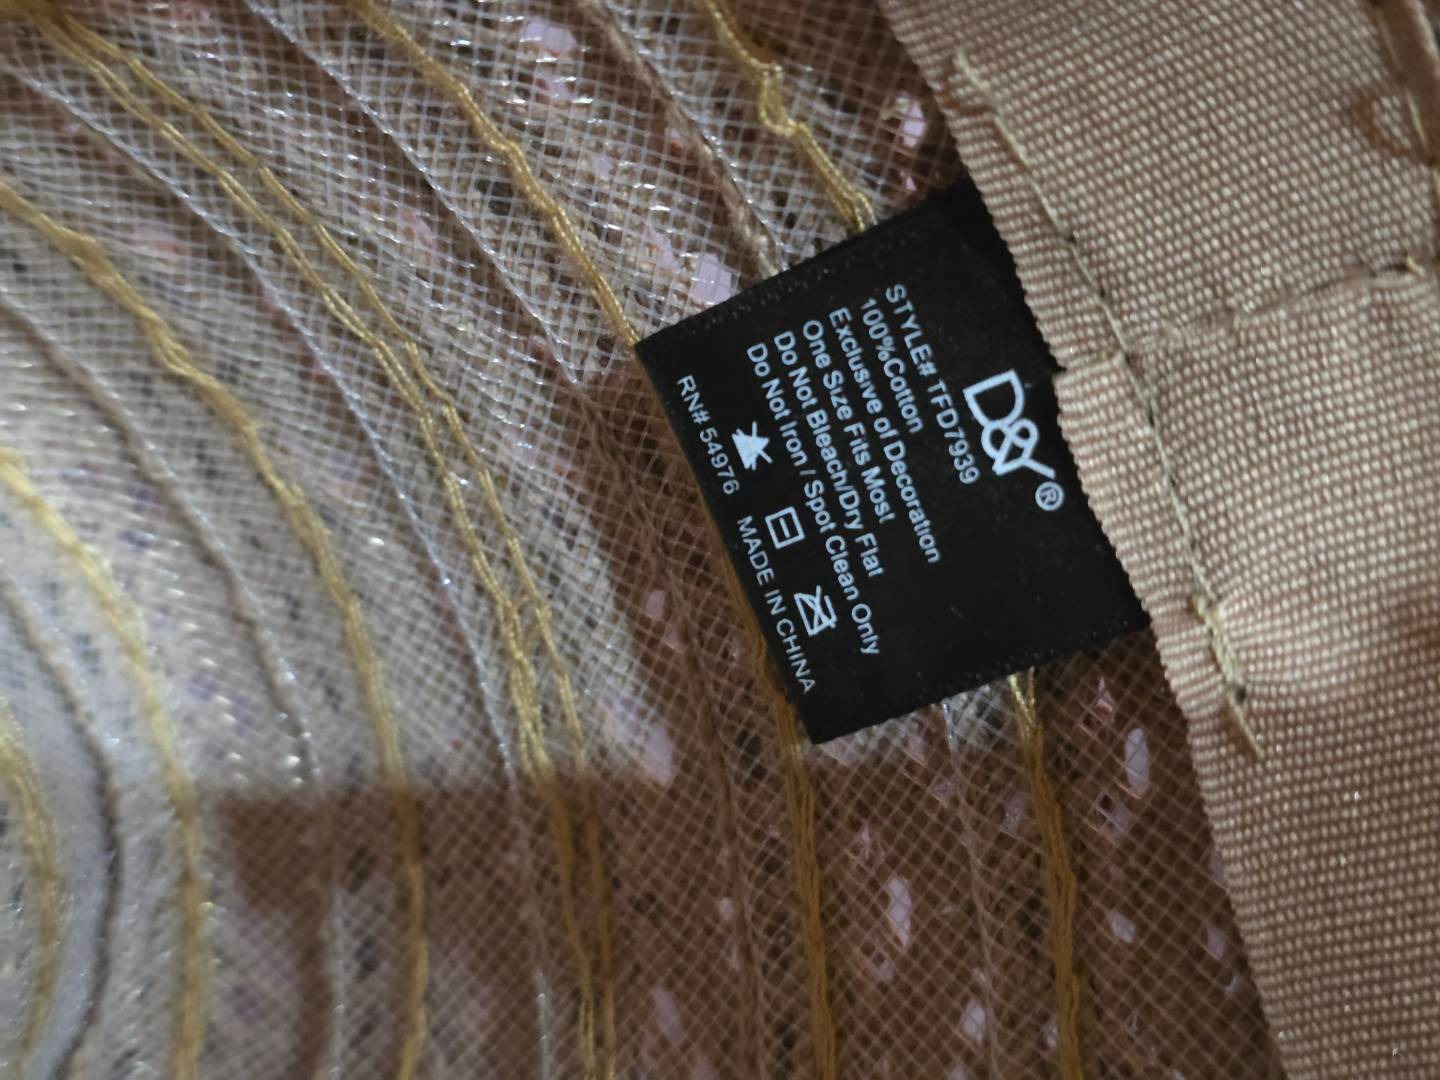 D&Y®
STYLE# TFD7939
100%Cotton
Exclusive of Decoration
One Size Fits Most
Do Not Bleach/Dry Flat
Do Not Iron / Spot Clean Only
RN# 54976 MADE IN CHINA